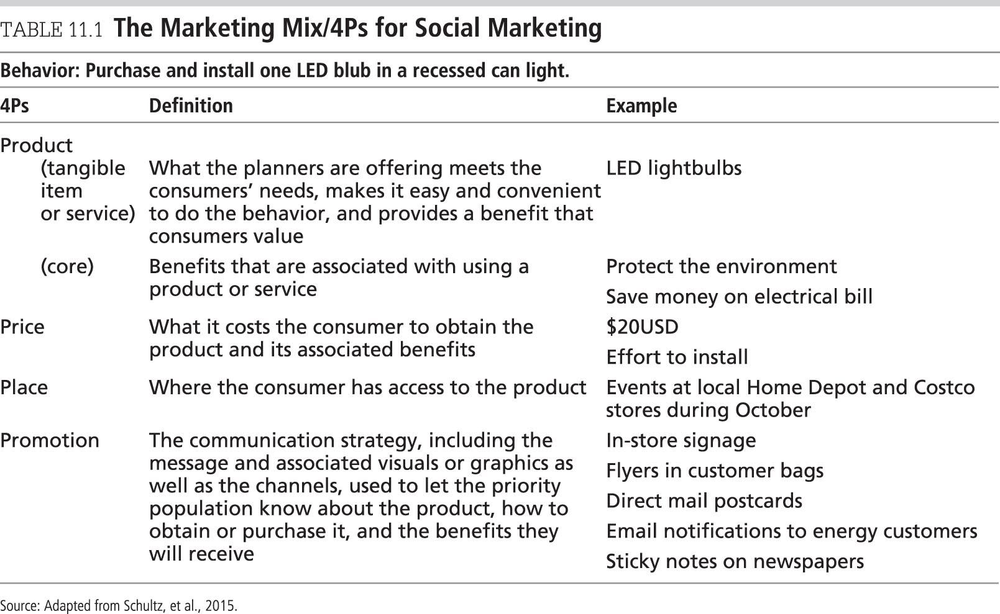 TABLE 11.1 The Marketing Mix/4Ps for Social Marketing
Behavior: Purchase and install one LED blub in a recessed can light.
4Ps Definition Example
Product
(tangible What the planners are offering meets the LED lightbulbs
item consumers’ needs, makes it easy and convenient
or service) to do the behavior, and provides a benefit that
consumers value
(core) Benefits that are associated with using a Protect the environment
product or service
Save money on electrical bill
Price What it costs the consumer to obtain the $20USD
product and its associated benefits
Effort to install
Place Where the consumer has access to the product Events at local Home Depot and Costco
stores during October
Promotion The communication strategy, including the In-store signage
message and associated visuals or graphics as
Flyers in customer bags
well as the channels, used to let the priority
Direct mail postcards
population know about the product, how to
obtain or purchase it, and the benefits they Email notifications to energy customers
will receive
Sticky notes on newspapers
Source: Adapted from Schultz, et al., 2015.